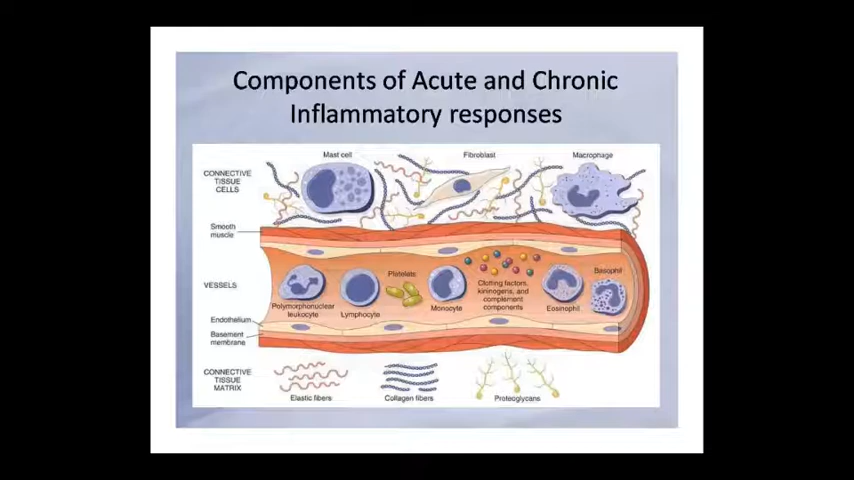 Components of Acute and Chronic
Inflammatory responses
Mast cell
Fibroblast
Macrophage
CONNECTIVE
TISSUE
CELLS
Smooth
muscle
VESSELS
Platelets
Basophil
Clotting factors,
kininogens, and
complement
components
Polymorphonuclear
leukocyte
Lymphocyte
Monocyte
Eosinophil
Endothelium
Basement
membrane
CONNECTIVE
TISSUE
MATRIX
Elastic fibers
Collagen fibers
Proteoglycans